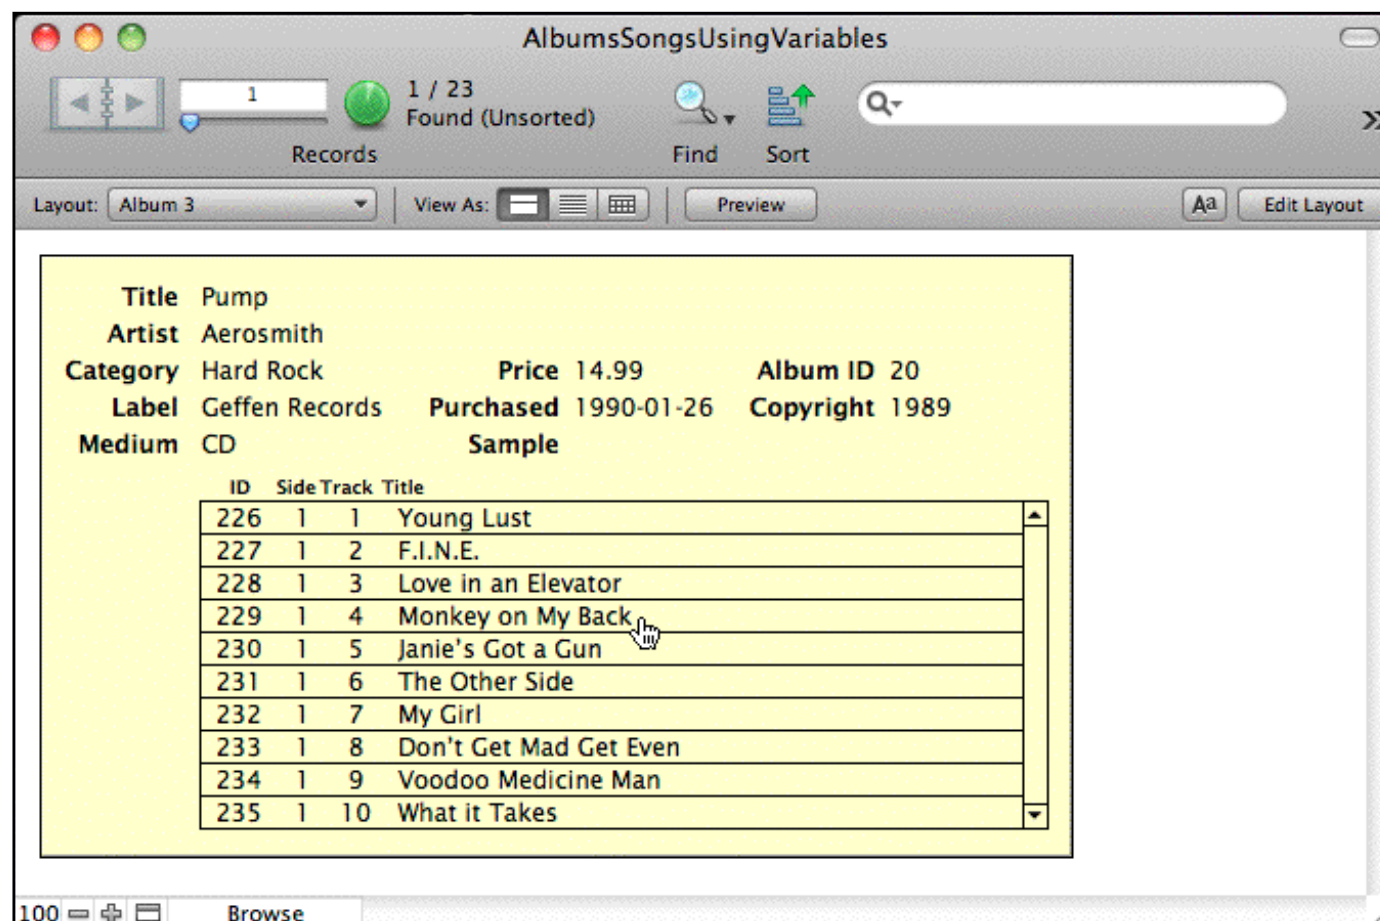 AlbumsSongsUsingVariables
1
1 / 23
Found (Unsorted)
Records
Find
Sort
Layout: Album 3 View As: Preview Aa Edit Layout
Title Pump
Artist Aerosmith
Category Hard Rock Price 14.99 Album ID 20
Label Geffen Records Purchased 1990-01-26 Copyright 1989
Medium CD Sample
ID Side Track Title
226 1 1 Young Lust
227 1 2 F.I.N.E.
228 1 3 Love in an Elevator
229 1 4 Monkey on My Back
230 1 5 Janie's Got a Gun
231 1 6 The Other Side
232 1 7 My Girl
233 1 8 Don't Get Mad Get Even
234 1 9 Voodoo Medicine Man
235 1 10 What it Takes
100 Browse